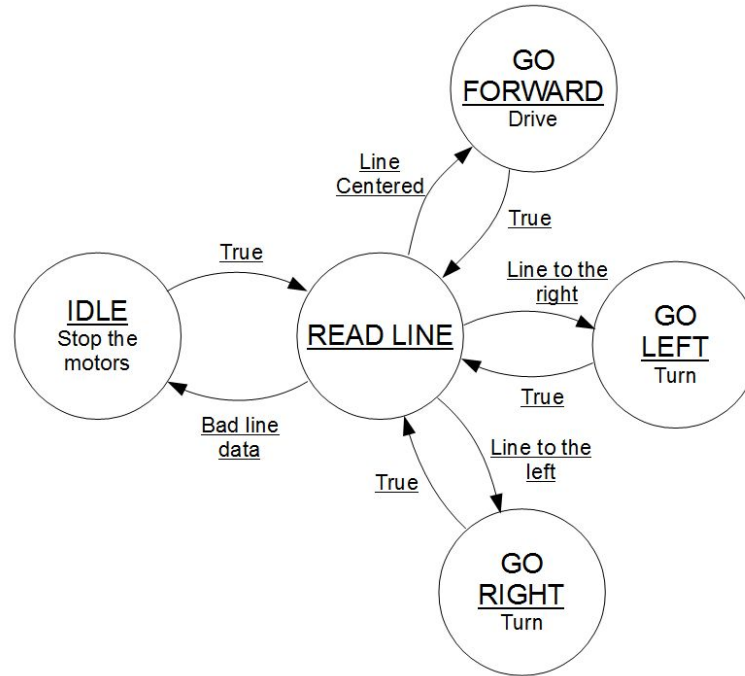 GO
FORWARD
Drive
Line
Centered
True
True
Line to the
right
IDLE
Stop the
motors
READ LINE
GO
LEFT
Turn
True
Bad line
data
Line to the
left
True
GO
RIGHT
Turn